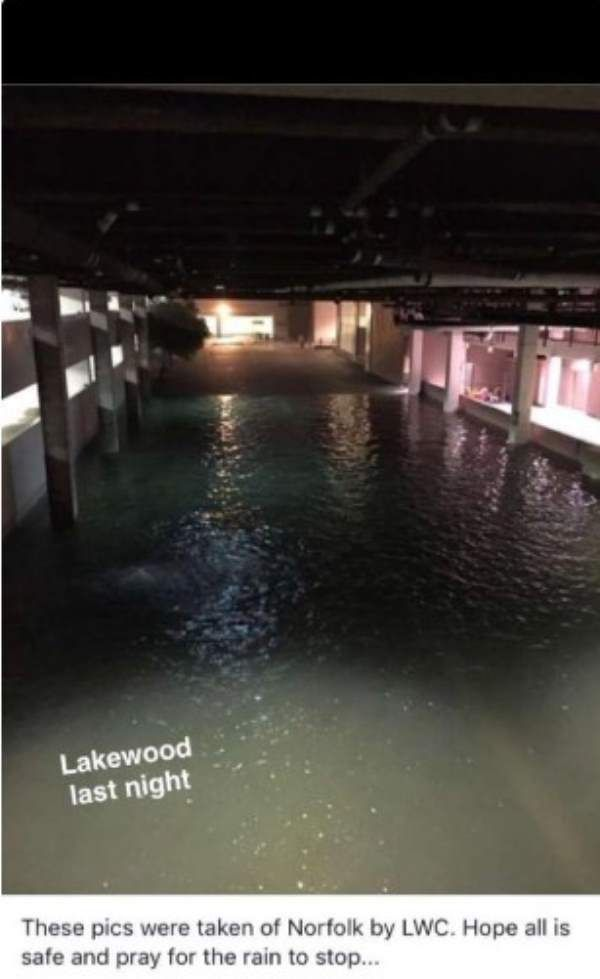 Lakewood
last night
These pics were taken of Norfolk by LWC. Hope all is
safe and pray for the rain to stop...